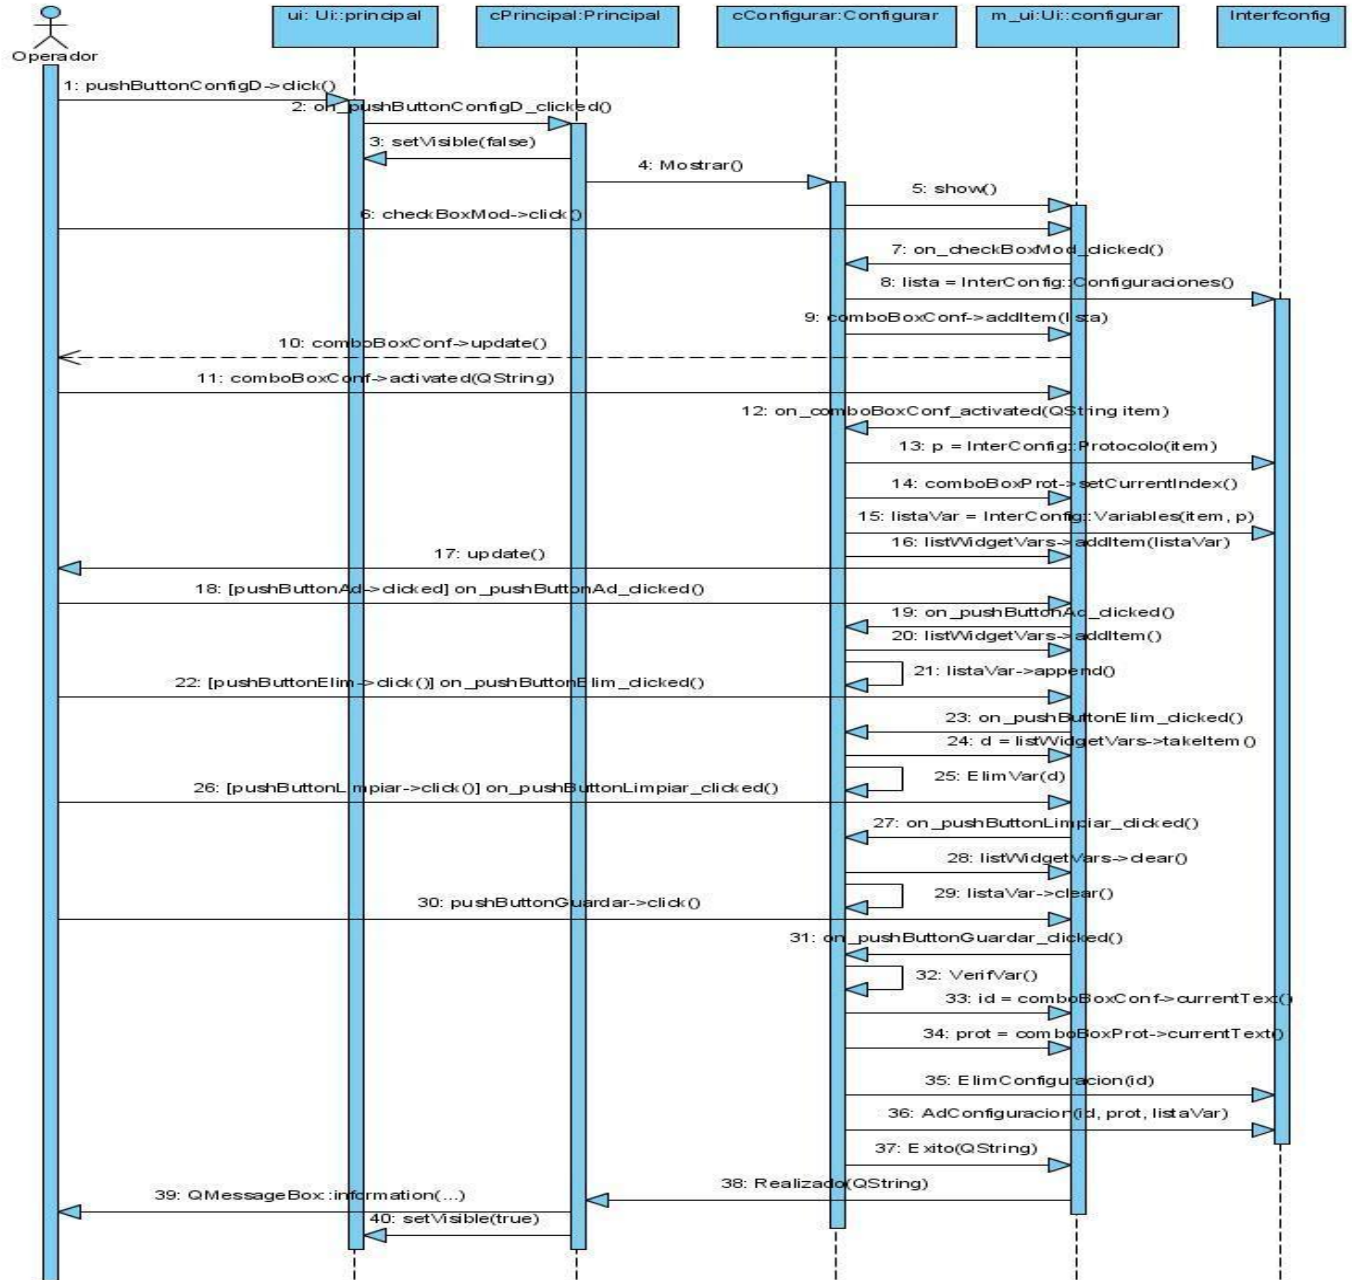 ui: Ui::principal
cPrincipal:Principal
cConfigurar:Configurar
m_ui:Ui::configurar
Interfconfig
Operador
1: pushButtonConfigD->click()
2: on_pushButtonConfigD_clicked()
3: setVisible(false)
4: Mostrar()
5: show()
6: checkBoxMod->click()
7: on_checkBoxMod_clicked()
8: lista = InterConfig::Configuraciones()
9: comboBoxConf->addItem(lista)
10: comboBoxConf->update()
11: comboBoxConf->activated(QString)
12: on_comboBoxConf_activated(QString item)
13: p = InterConfig::Protocolo(item)
14: comboBoxProt->setCurrentIndex()
15: listaVar = InterConfig::Variables(item, p)
16: listWidgetVars->addItem(listaVar)
17: update()
18: [pushButtonAd->clicked] on_pushButtonAd_clicked()
19: on_pushButtonAd_clicked()
20: listWidgetVars->addItem()
21: listaVar->append()
22: [pushButtonElim->click()] on_pushButtonElim_clicked()
23: on_pushButtonElim_clicked()
24: d = listWidgetVars->takeItem()
25: ElimVar(d)
26: [pushButtonLimpiar->click()] on_pushButtonLimpiar_clicked()
27: on_pushButtonLimpiar_clicked()
28: listWidgetVars->clear()
29: listaVar->clear()
30: pushButtonGuardar->click()
31: on_pushButtonGuardar_clicked()
32: VerifVar()
33: id = comboBoxConf->currentText()
34: prot = comboBoxProt->currentText()
35: ElimConfiguracion(id)
36: AdConfiguracion(id, prot, listaVar)
37: Exito(QString)
38: Realizado(QString)
39: QMessageBox::information(...)
40: setVisible(true)